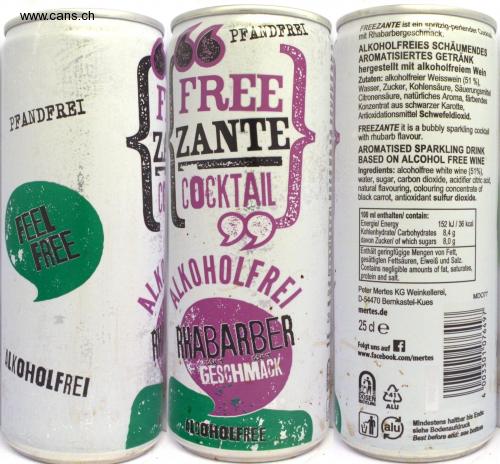 www.cans.ch
PFANDFREI
FEEL
FREE
ALKOHOLFREI
PFANDFREI
FREE
ZANTE
COCKTAIL
ALKOHOLFREI
RHABARBER
GESCHMACK
ALCOHOLFREE
FREEZANTE ist ein spritzig-perlender Cocktail
mit Rhabarbergeschmack.
ALKOHOLFREIES SCHÄUMENDES
AROMATISIERTES GETRÄNK
hergestellt mit alkoholfreiem Wein
Zutaten: alkoholfreier Weisswein (51 %),
Wasser, Zucker, Kohlensäure, Säuerungsmittel
Citronensäure, natürliches Aroma, färbendes
Konzentrat aus schwarzer Karotte,
Antioxidationsmittel Schwefeldioxid.
FREEZANTE it is a bubbly sparkling cocktail
with rhubarb flavour.
AROMATISED SPARKLING DRINK
BASED ON ALCOHOL FREE WINE
Ingredients: alcohol free white wine (51%),
water, sugar, carbon dioxide, acidifier citric acid,
natural flavouring, colouring concentrate of
black carrot, antioxidant sulfur dioxide.
100 ml enthalten/ contain:
Energie/ Energy 152 kJ / 36 kcal
Kohlenhydrate/ Carbohydrates 8,4 g
davon Zucker/ of which sugars 8,0 g
Enthält geringfügige Mengen von Fett,
gesättigten Fettsäuren, Eiweiß und Salz.
Contains negligible amounts of fat, saturates,
protein and salt.
Peter Mertes KG Weinkellerei,
D-54470 Bernkastel-Kues
mertes.de
25 cl e
Folgt uns auf
www.facebook.com/mertes
41
ALU
alu
Mindestens haltbar bis Ende:
siehe Bodenaufdruck
Best before end: see bottom